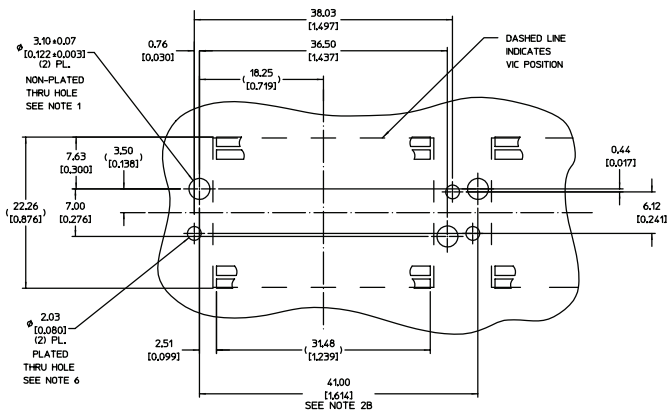 38.03
[1.497]
⌀ 3.10±0.07
[0.122±0.003]
(2) PL.
NON-PLATED
THRU HOLE
SEE NOTE 1
0.76
[0.030]
36.50
[1.437]
DASHED LINE
INDICATES
VIC POSITION
(18.25
[0.719])
7.63
[0.300]
3.50
(
[0.138])
0.44
[0.017]
(22.26
[0.876])
7.00
[0.276]
6.12
[0.241]
⌀ 2.03
[0.080]
(2) PL.
PLATED
THRU HOLE
SEE NOTE 6
2.51
[0.099]
(31.48
[1.239])
41.00
[1.614]
SEE NOTE 2B